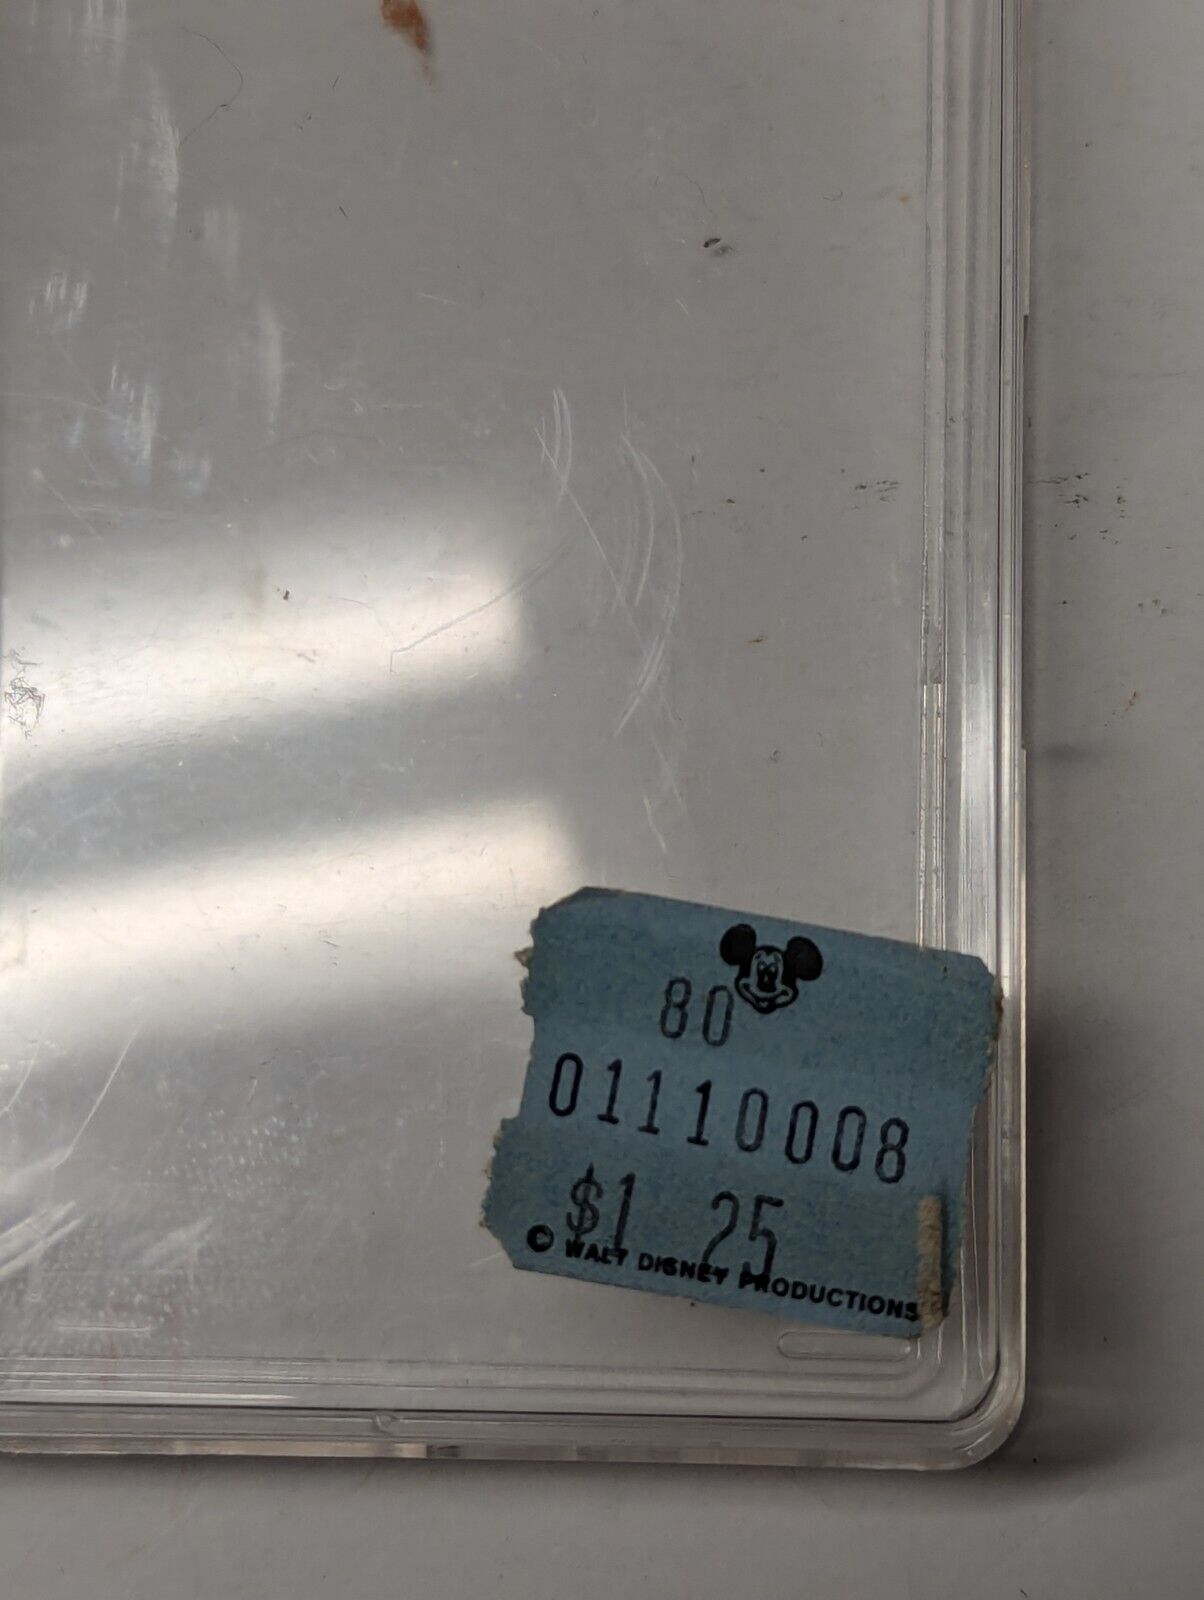 80
01110008
$1 25
© WALT DISNEY PRODUCTIONS